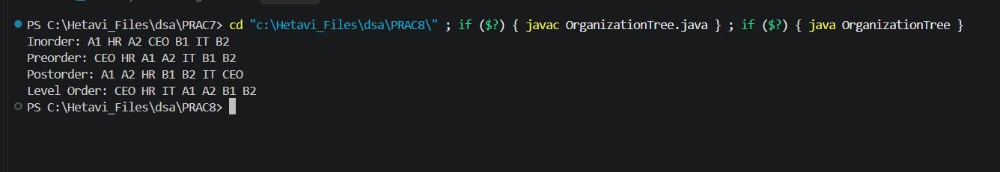 PS C:\Hetavi_Files\dsa\PRAC7> cd "c:\Hetavi_Files\dsa\PRAC8\" ; if ($?) { javac OrganizationTree.java } ; if ($?) { java OrganizationTree }
Inorder: A1 HR A2 CEO B1 IT B2
Preorder: CEO HR A1 A2 IT B1 B2
Postorder: A1 A2 HR B1 B2 IT CEO
Level Order: CEO HR IT A1 A2 B1 B2
PS C:\Hetavi_Files\dsa\PRAC8>